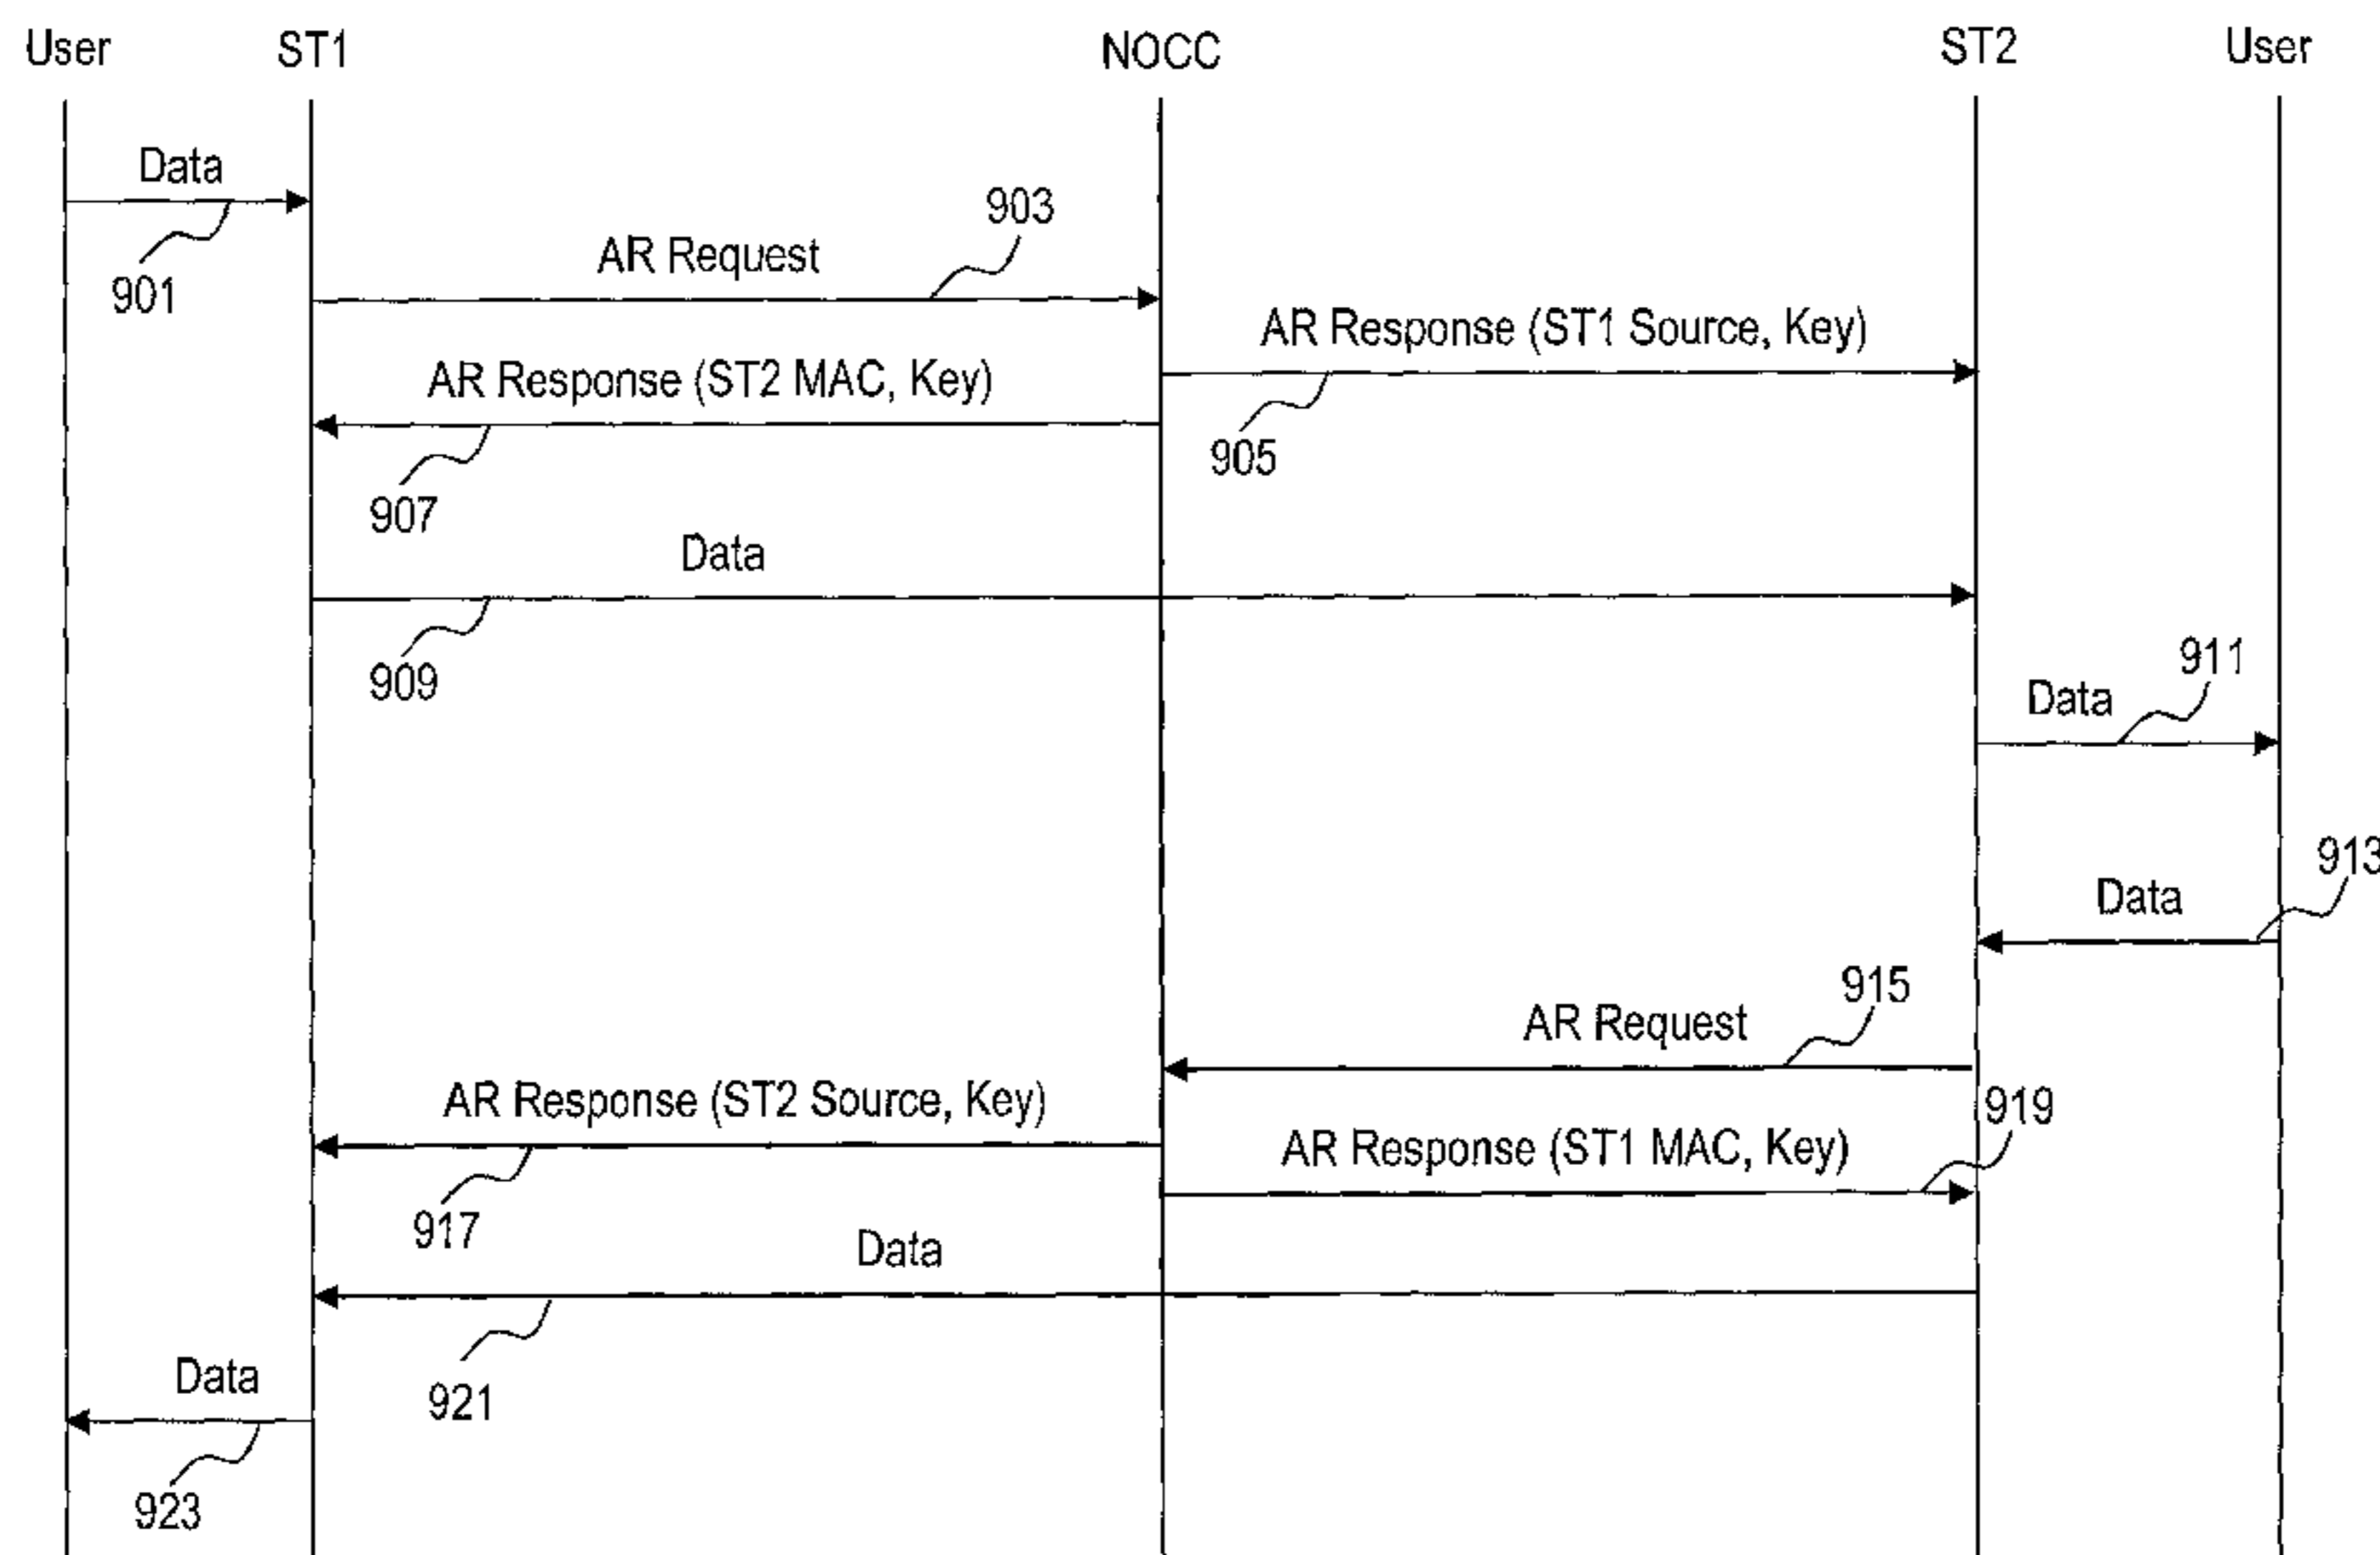 User
ST1
NOCC
ST2
User
Data
901
903
AR Request
AR Response (ST1 Source, Key)
AR Response (ST2 MAC, Key)
905
907
Data
909
911
Data
913
Data
915
AR Request
AR Response (ST2 Source, Key)
919
AR Response (ST1 MAC, Key)
917
Data
921
Data
923